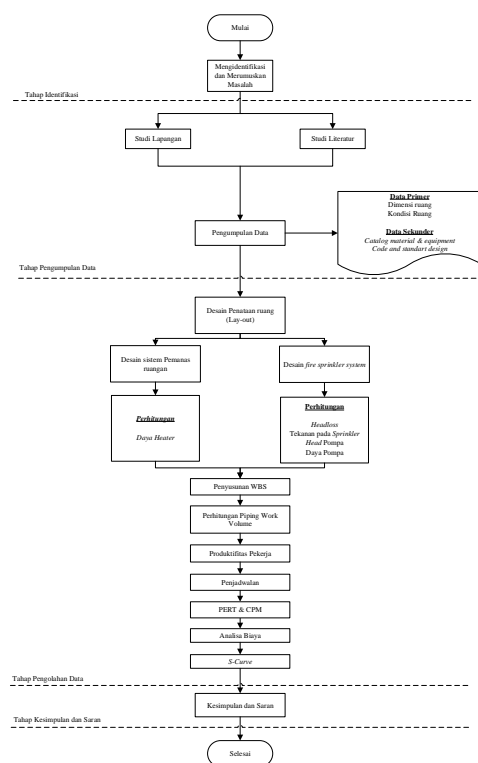 Mulai
Mengidentifikasi
dan Merumuskan
Masalah
Tahap Identifikasi
Studi Lapangan
Studi Literatur
Pengumpulan Data
Data Primer
Dimensi ruang
Kondisi Ruang
Data Sekunder
Catalog material & equipment
Code and standart design
Tahap Pengumpulan Data
Desain Penataan ruang
(Lay-out)
Desain sistem Pemanas
ruangan
Desain fire sprinkler system
Perhitungan
Daya Heater
Perhitungan
Headloss
Tekanan pada Sprinkler
Head Pompa
Daya Pompa
Penyusunan WBS
Perhitungan Piping Work
Volume
Produktifitas Pekerja
Penjadwalan
PERT & CPM
Analisa Biaya
S-Curve
Tahap Pengolahan Data
Kesimpulan dan Saran
Tahap Kesimpulan dan Saran
Selesai